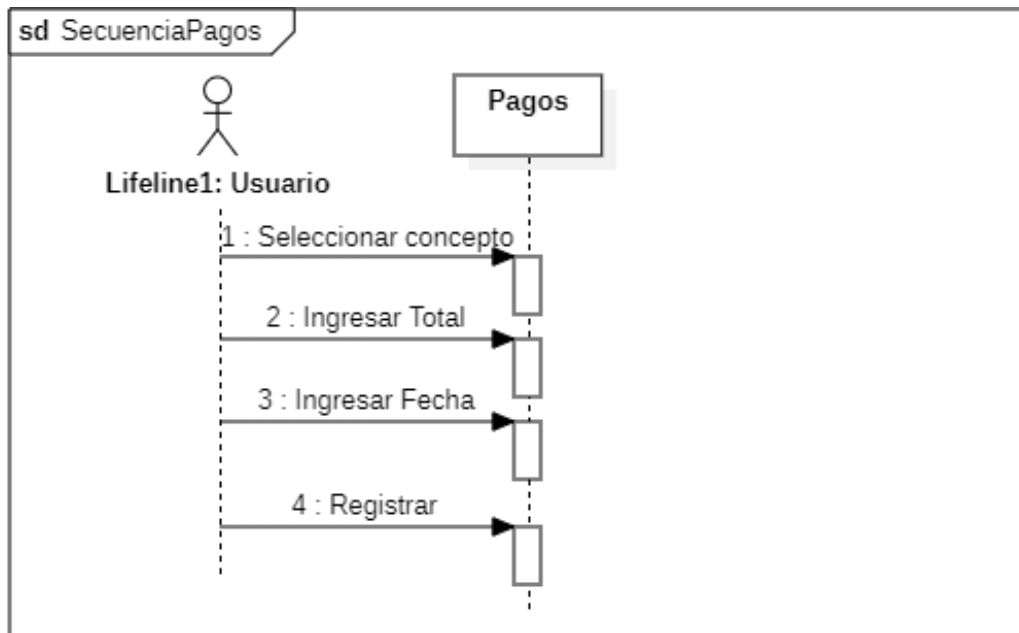 sd SecuenciaPagos
Pagos
Lifeline1: Usuario
1 : Seleccionar concepto
2 : Ingresar Total
3 : Ingresar Fecha
4 : Registrar